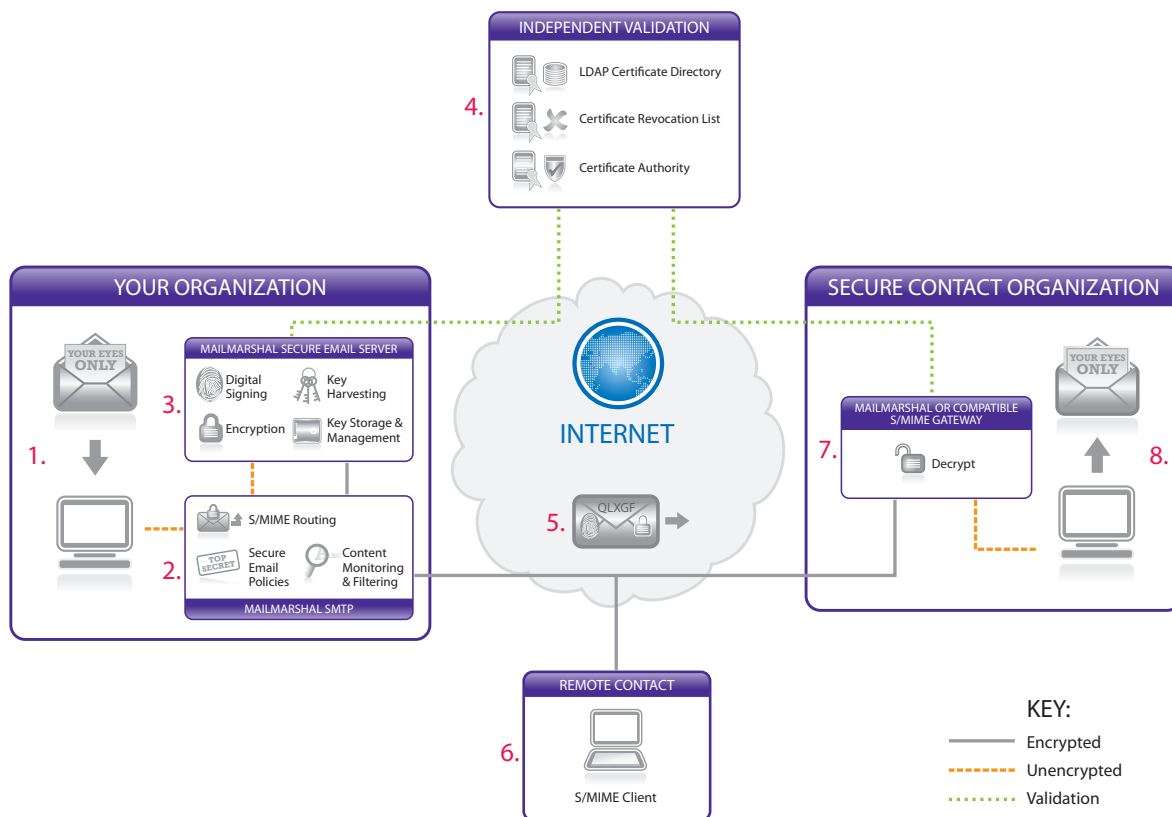 INDEPENDENT VALIDATION
4.
LDAP Certificate Directory
Certificate Revocation List
Certificate Authority
YOUR ORGANIZATION
YOUR EYES
ONLY
1.
MAILMARSHAL SECURE EMAIL SERVER
3.
Digital
Signing
Key
Harvesting
Encryption
Key Storage &
Management
2.
S/MIME Routing
TOP
SECRET
Secure
Email
Policies
ABC
Content
Monitoring
& Filtering
MAILMARSHAL SMTP
INTERNET
5.
QLXGF
REMOTE CONTACT
6.
S/MIME Client
SECURE CONTACT ORGANIZATION
MAILMARSHAL OR COMPATIBLE
S/MIME GATEWAY
7.
Decrypt
YOUR EYES
ONLY
8.
KEY:
Encrypted
Unencrypted
Validation